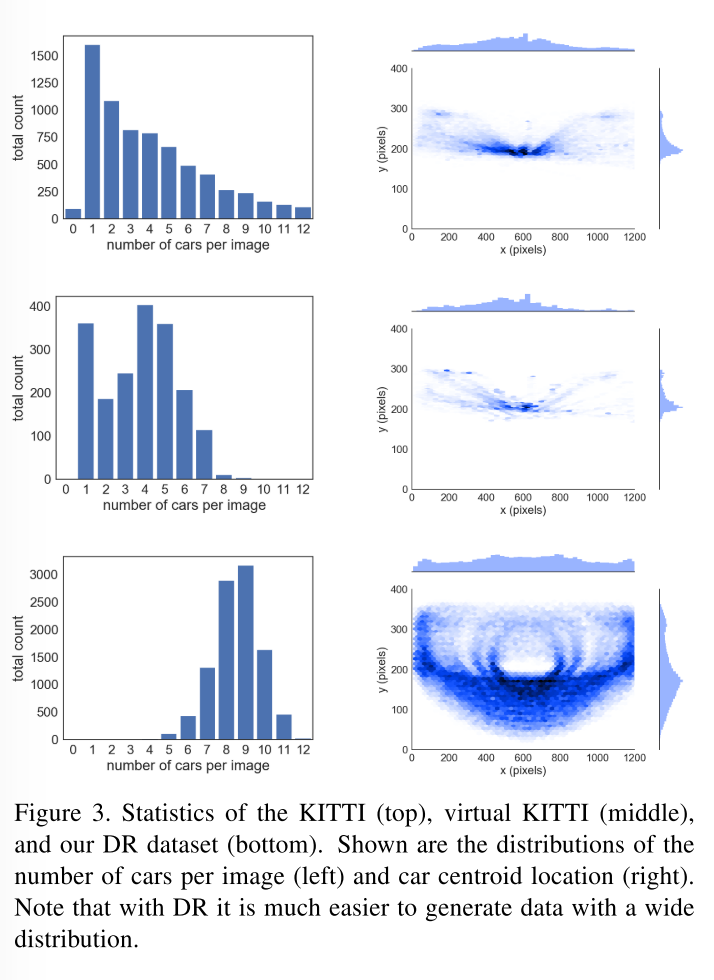 1500
1250
1000
750
500
250
0
total count
0 1 2 3 4 5 6 7 8 9 10 11 12
number of cars per image
400
300
200
100
0
y (pixels)
0 200 400 600 800 1000 1200
x (pixels)
400
300
200
100
0
total count
0 1 2 3 4 5 6 7 8 9 10 11 12
number of cars per image
400
300
200
100
0
y (pixels)
0 200 400 600 800 1000 1200
x (pixels)
3000
2500
2000
1500
1000
500
0
total count
0 1 2 3 4 5 6 7 8 9 10 11 12
number of cars per image
400
300
200
100
0
y (pixels)
0 200 400 600 800 1000 1200
x (pixels)
Figure 3. Statistics of the KITTI (top), virtual KITTI (middle),
and our DR dataset (bottom). Shown are the distributions of the
number of cars per image (left) and car centroid location (right).
Note that with DR it is much easier to generate data with a wide
distribution.